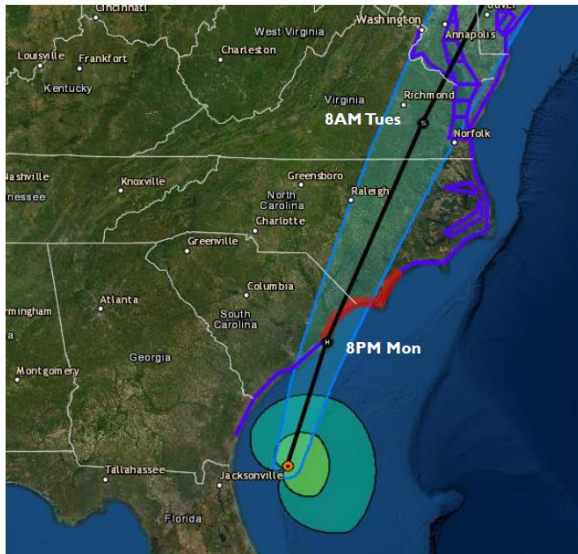 Cincinnati
Dover
Washington
Annapolis
West Virginia
Charleston
Louisville
Frankfort
Kentucky
Virginia
Richmond
8AM Tues
S
Norfolk
Nashville
nnessee
Knoxville
Greensboro
North
Carolina
Raleigh
Charlotte
Greenville
Columbia
South
Carolina
Atlanta
rmingham
a
H
8PM Mon
Georgia
Montgomery
Tallahassee
Jacksonville
Florida